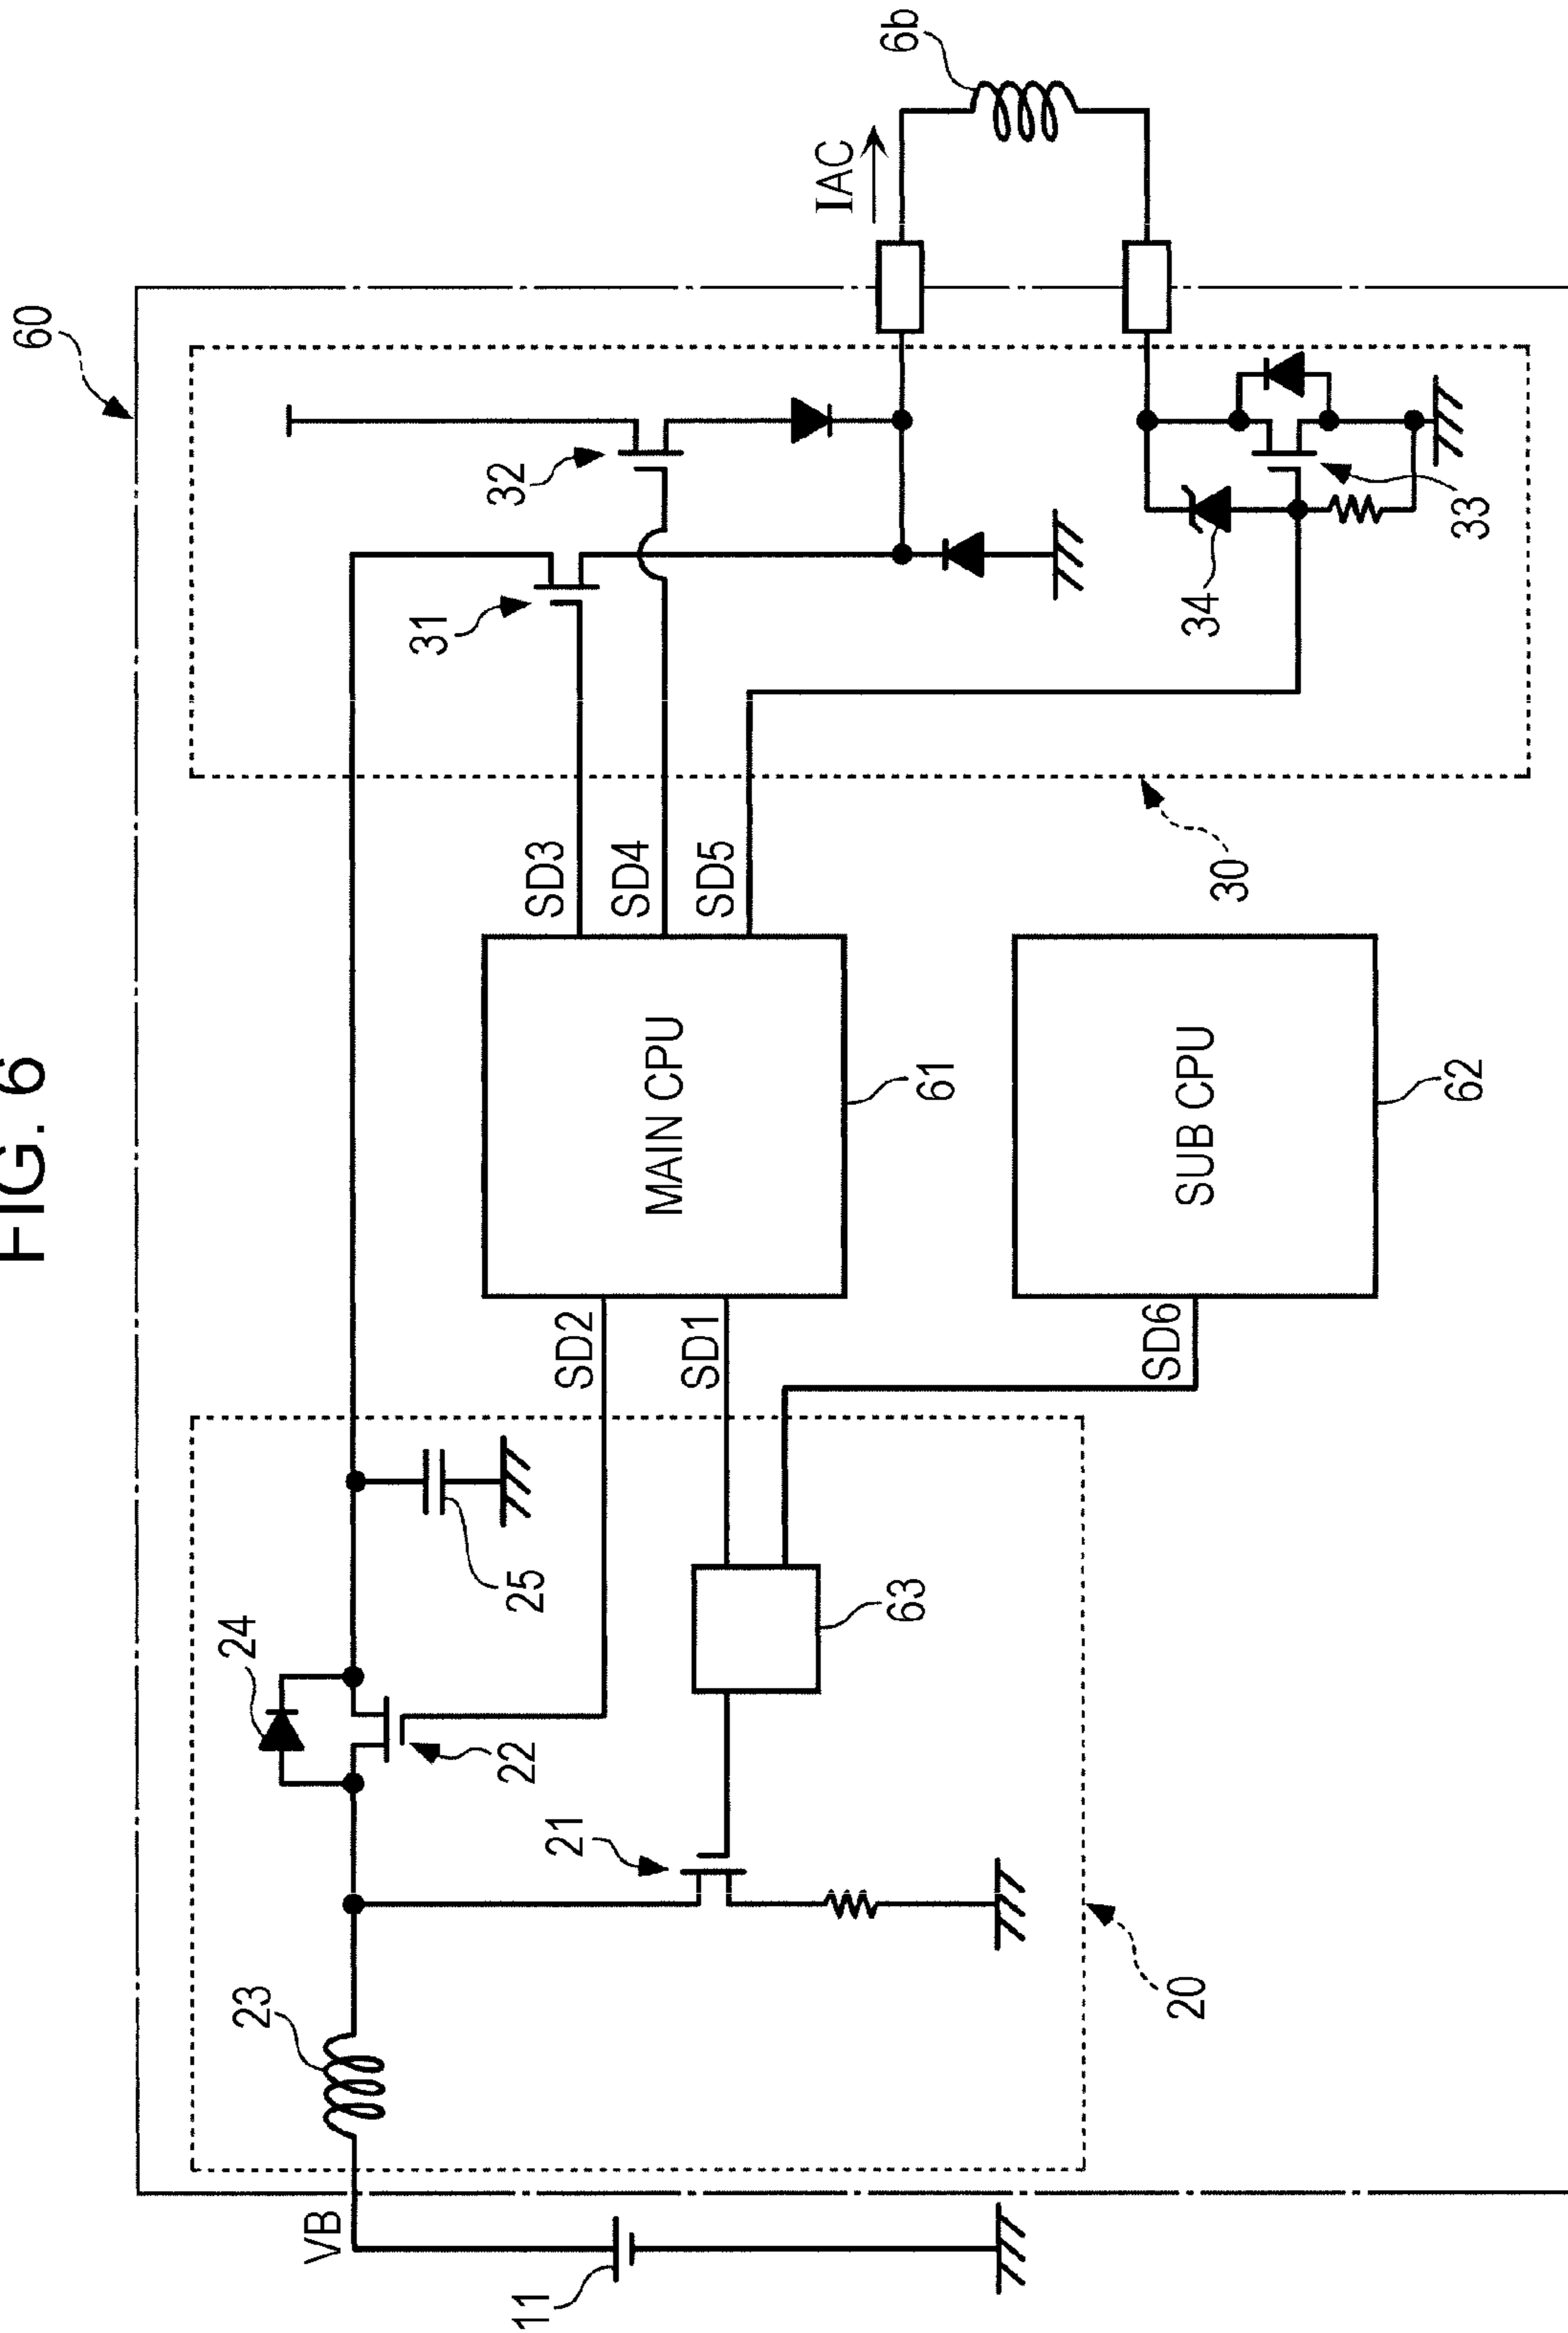 FIG. 6
60
20
30
VB
11
23
24
22
21
25
63
SD2
SD1
SD6
MAIN CPU
61
SUB CPU
62
SD3
SD4
SD5
31
32
34
33
IAC
6b